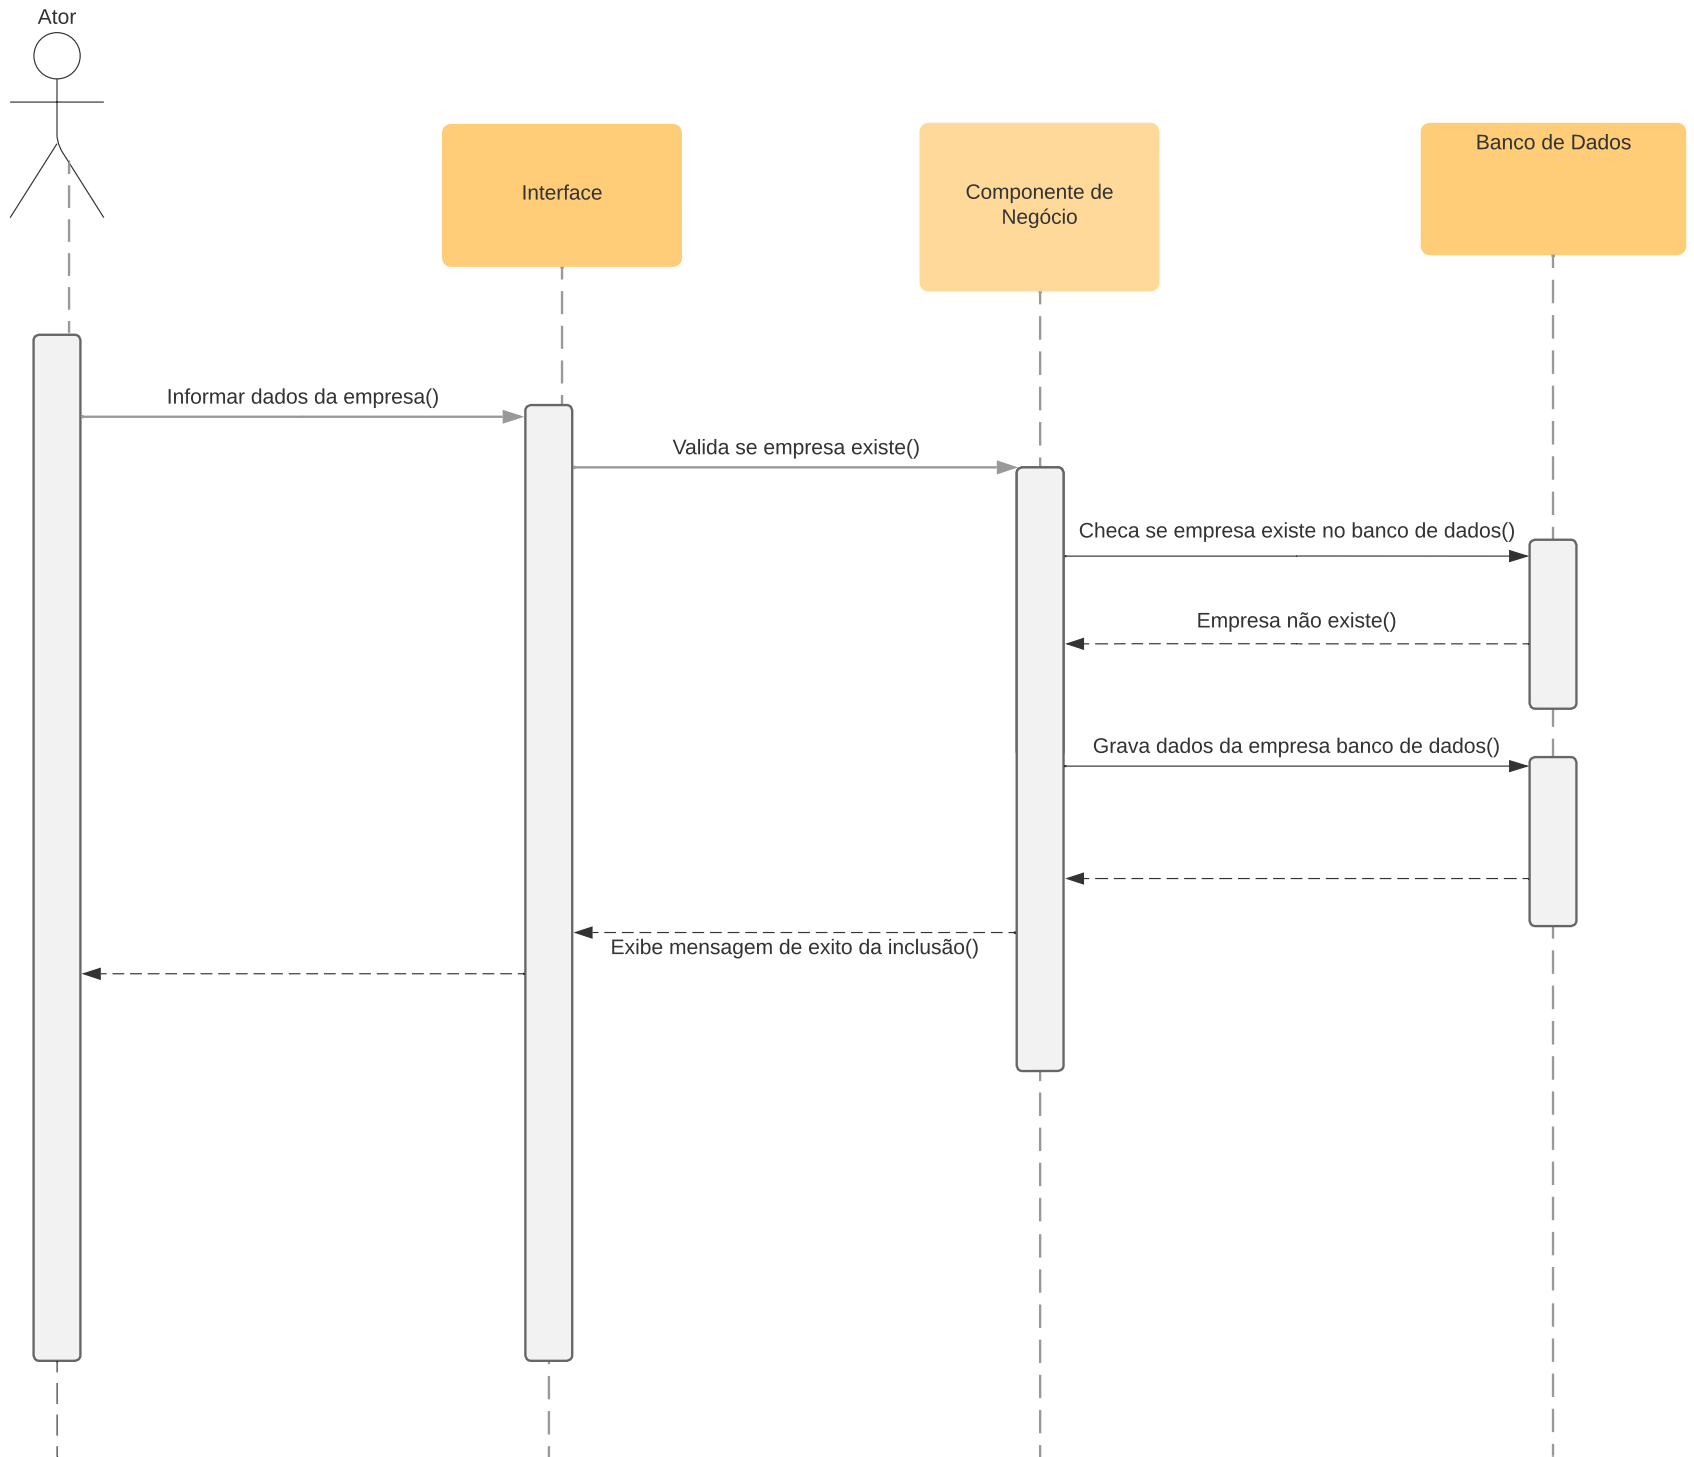 Ator
Interface
Componente de
Negócio
Banco de Dados
Informar dados da empresa()
Valida se empresa existe()
Checa se empresa existe no banco de dados()
Empresa não existe()
Grava dados da empresa banco de dados()
Exibe mensagem de exito da inclusão()